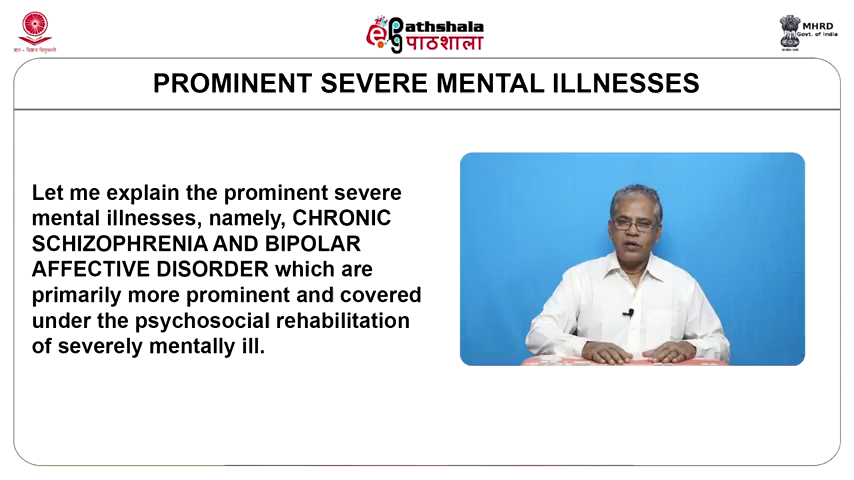 ज्ञान - विज्ञान विमुक्तये
ePathshala
पाठशाला
MHRD
Govt. of India
PROMINENT SEVERE MENTAL ILLNESSES
Let me explain the prominent severe
mental illnesses, namely, CHRONIC
SCHIZOPHRENIA AND BIPOLAR
AFFECTIVE DISORDER which are
primarily more prominent and covered
under the psychosocial rehabilitation
of severely mentally ill.